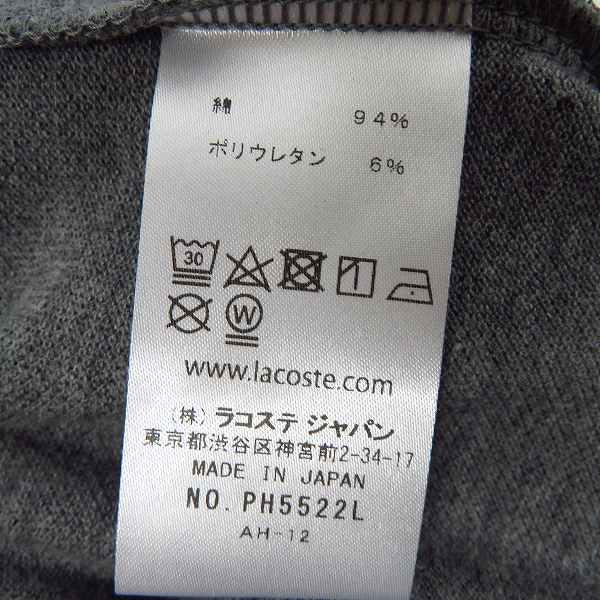 綿 94%
ポリウレタン 6%
30
W
www.lacoste.com
(株) ラコステ ジャパン
東京都渋谷区神宮前2-34-17
MADE IN JAPAN
NO. PH5522L
AH-12